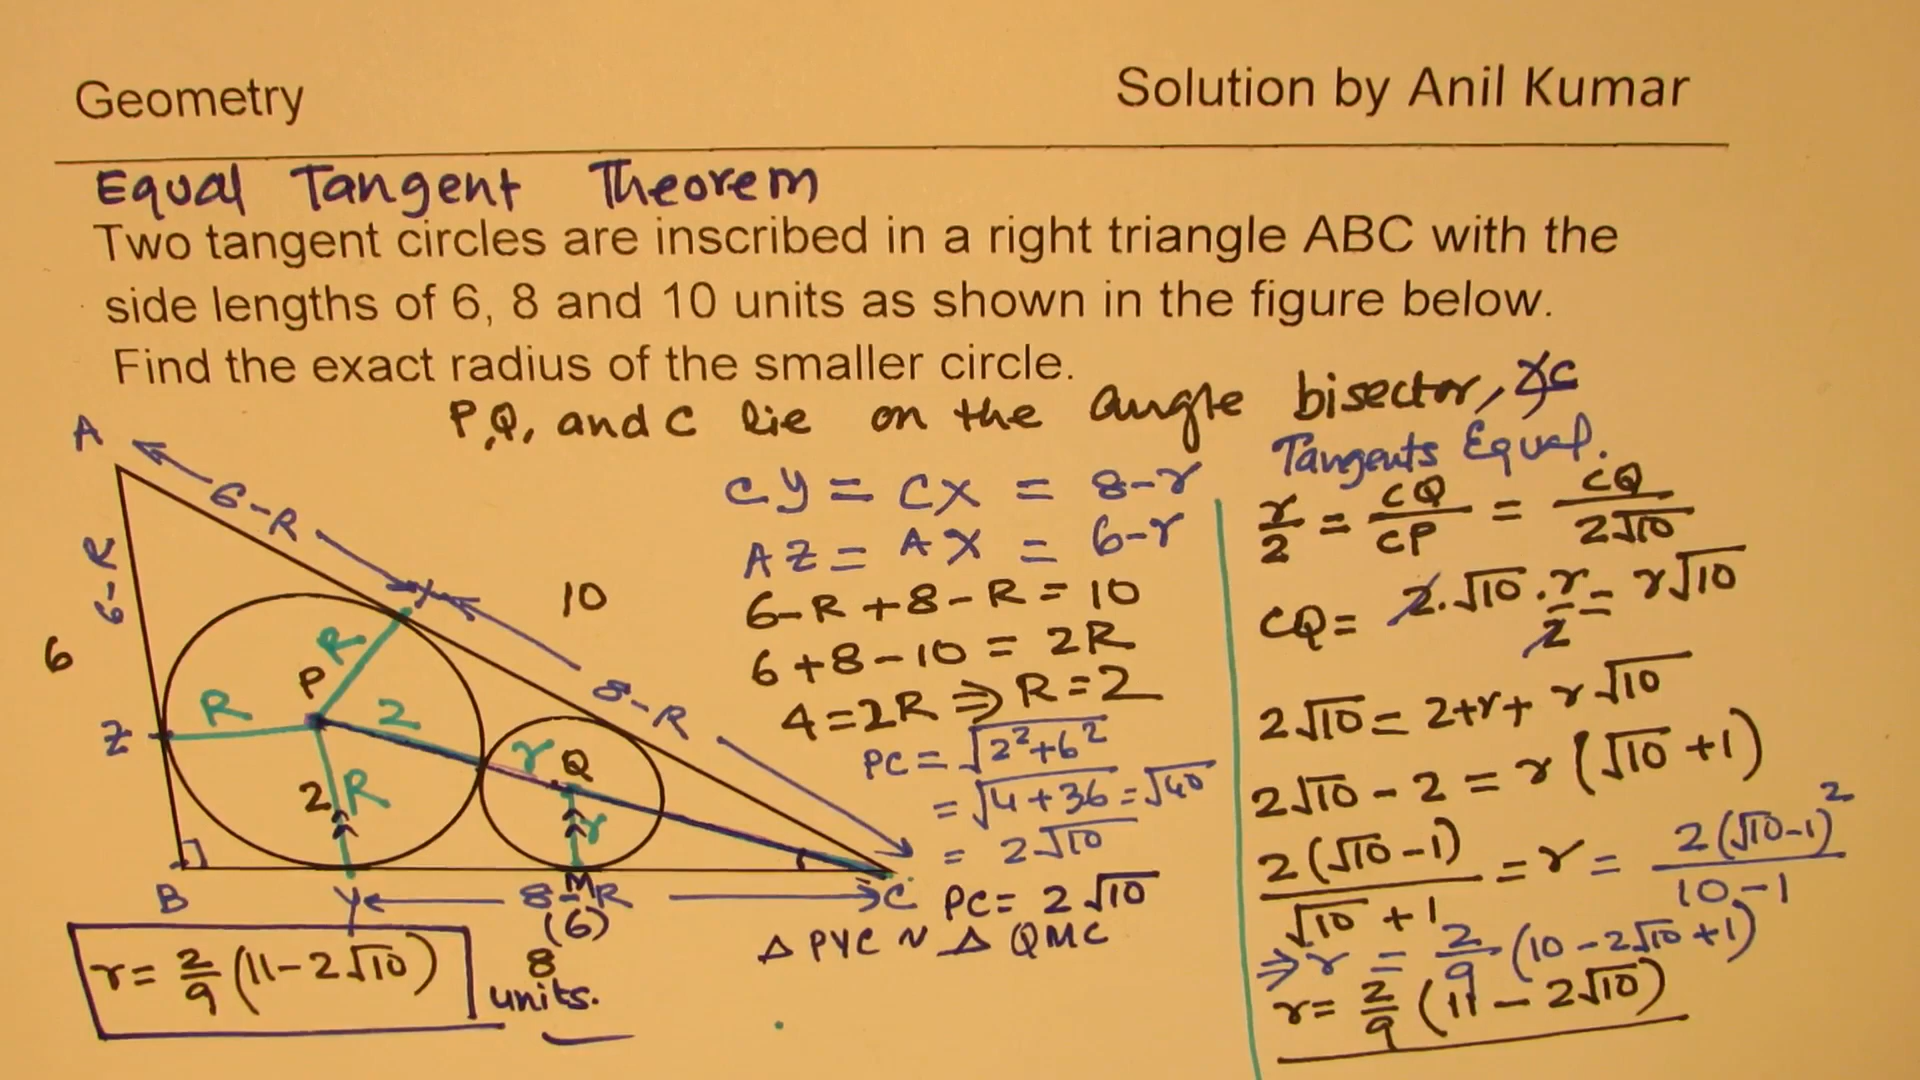 Geometry
Solution by Anil Kumar
Equal Tangent Theorem
Two tangent circles are inscribed in a right triangle ABC with the
side lengths of 6, 8 and 10 units as shown in the figure below.
Find the exact radius of the smaller circle.
P, Q, and C lie on the angle bisector, ∠C
Tangents Equal.
A
6-R
6-R
X
10
6
R
P
R
2
Z
8-R
r
Q
2
R
r
B
Y
M
8-R
C
(6)
8
units.
r = 2/9 (11-2√10)
CY = CX = 8-r
AZ = AX = 6-r
6-R+8-R = 10
6+8-10 = 2R
4 = 2R ⇒ R = 2
PC = √(2²+6²)
= √(4+36) = √40
= 2√10
PC = 2√10
△ PYC ~ △ QMC
r/2 = CQ/CP = CQ/2√10
CQ = 2·√10·r/2 = r√10
2√10 = 2+r+r√10
2√10 - 2 = r(√10+1)
2(√10-1)/(√10+1) = r = 2(√10-1)²/(10-1)
⇒ r = 2/9 (10-2√10+1)
r = 2/9 (11-2√10)